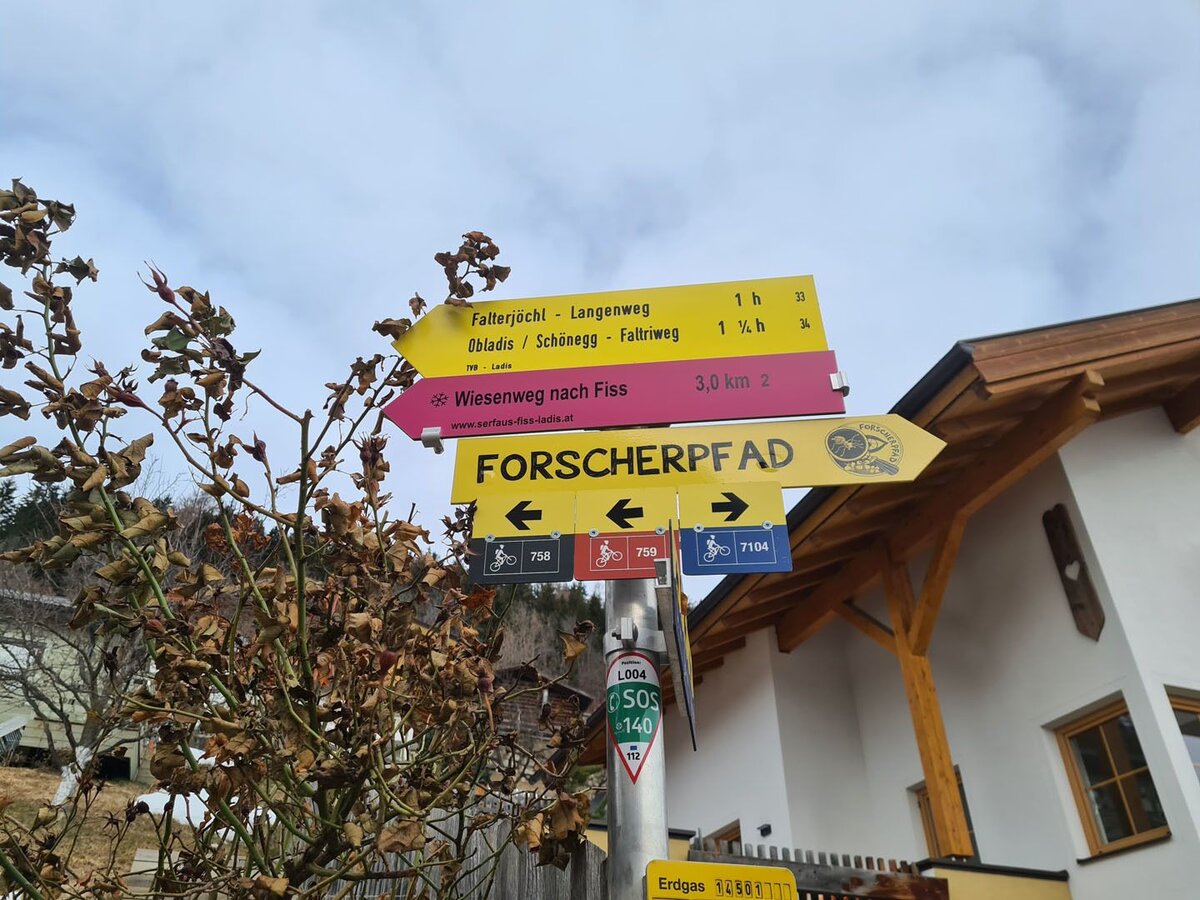 Falterjöchl - Langenweg 1 h 33
Obladis / Schönegg - Faltriweg 1 ¼ h 34
TVB - Ladis
Wiesenweg nach Fiss 3,0 km 2
www.serfaus-fiss-ladis.at
FORSCHERPFAD
FORSCHERPFAD
758
759
7104
Position:
L004
SOS
140
112
Erdgas 14501